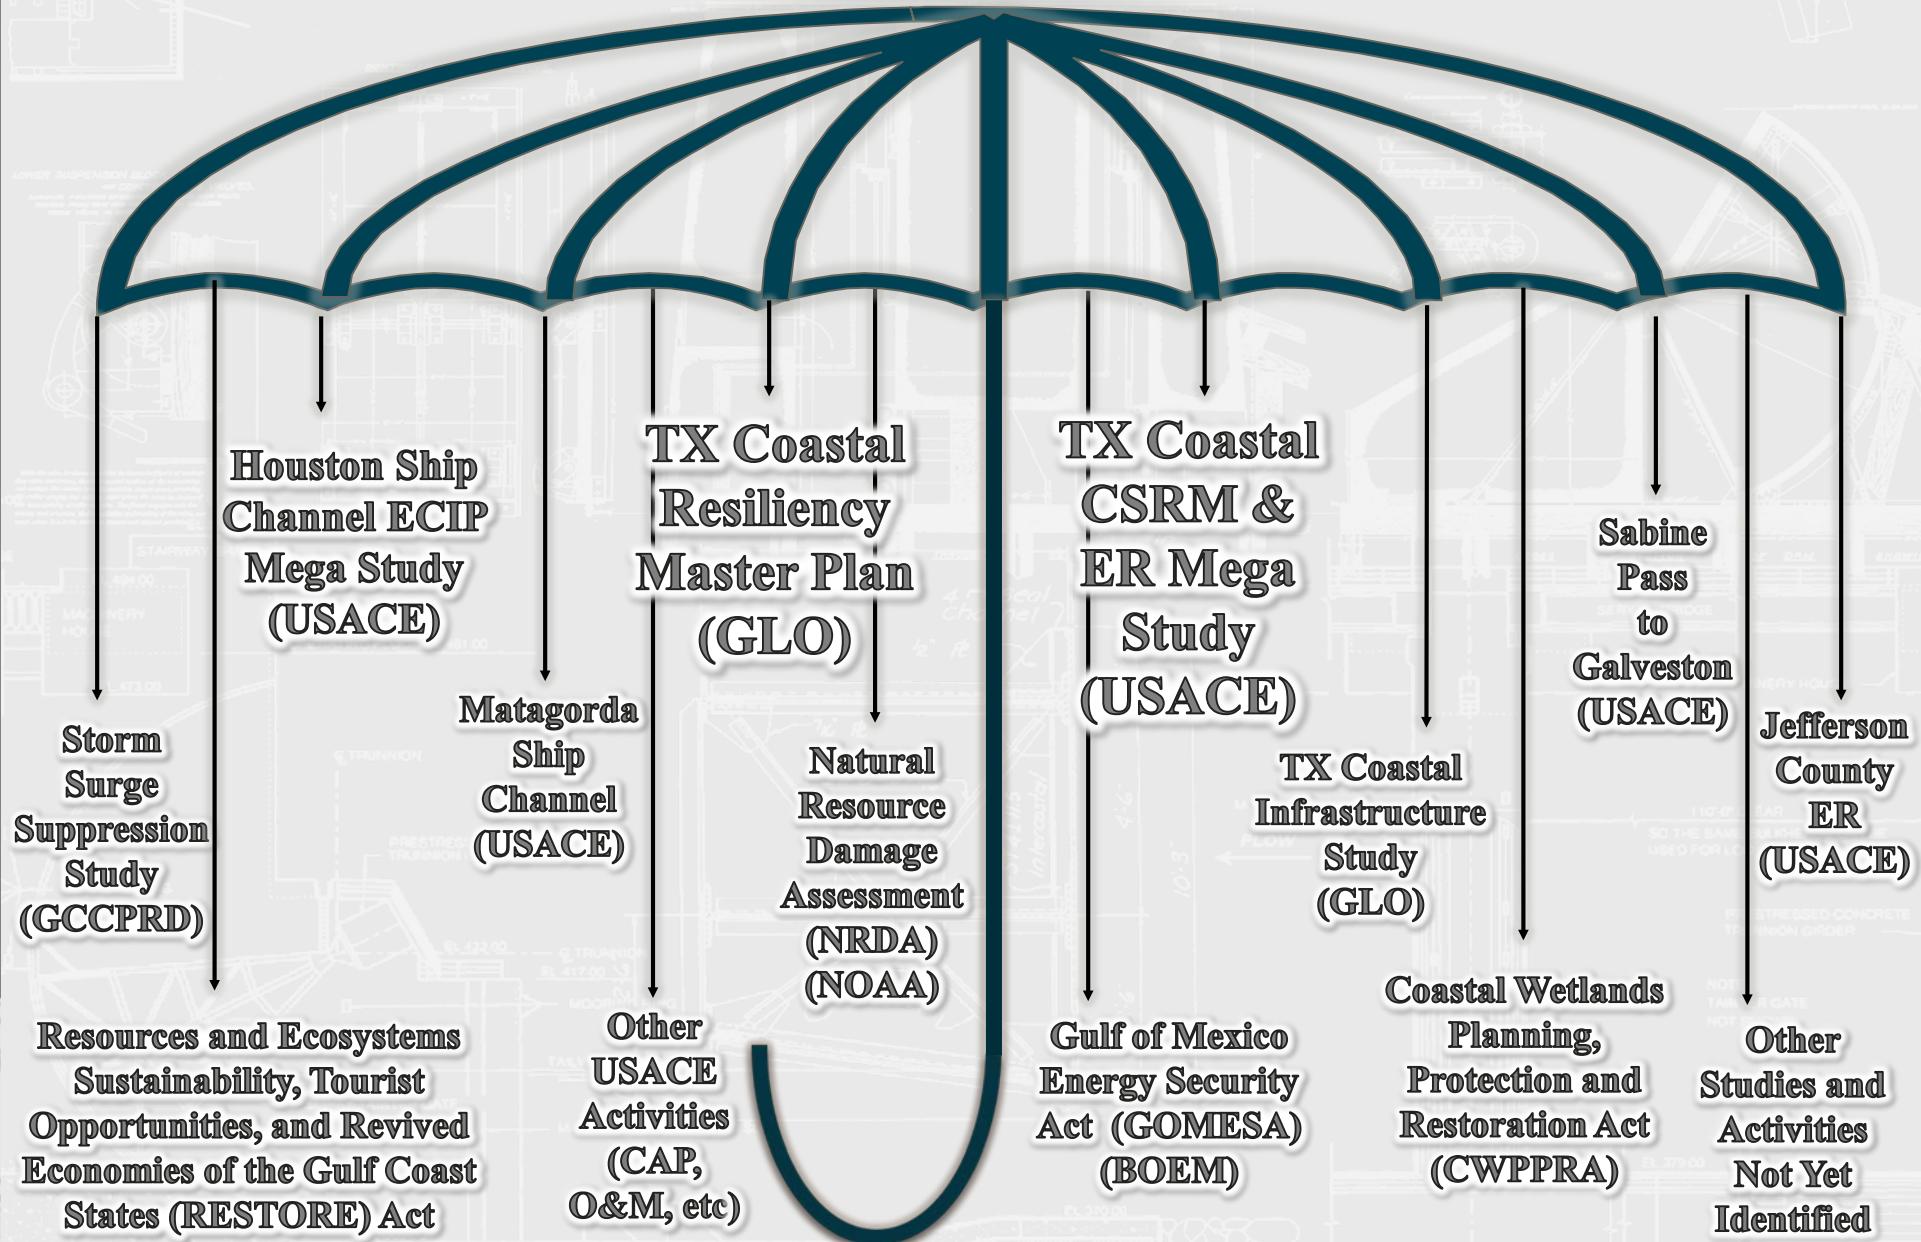 Houston Ship
Channel ECIP
Mega Study
(USACE)
TX Coastal
Resiliency
Master Plan
(GLO)
TX Coastal
CSRM &
ER Mega
Study
(USACE)
Sabine
Pass
to
Galveston
(USACE)
Storm
Surge
Suppression
Study
(GCCPRD)
Matagorda
Ship
Channel
(USACE)
Natural
Resource
Damage
Assessment
(NRDA)
(NOAA)
TX Coastal
Infrastructure
Study
(GLO)
Jefferson
County
ER
(USACE)
Resources and Ecosystems
Sustainability, Tourist
Opportunities, and Revived
Economies of the Gulf Coast
States (RESTORE) Act
Other
USACE
Activities
(CAP,
O&M, etc)
Gulf of Mexico
Energy Security
Act (GOMESA)
(BOEM)
Coastal Wetlands
Planning,
Protection and
Restoration Act
(CWPPRA)
Other
Studies and
Activities
Not Yet
Identified